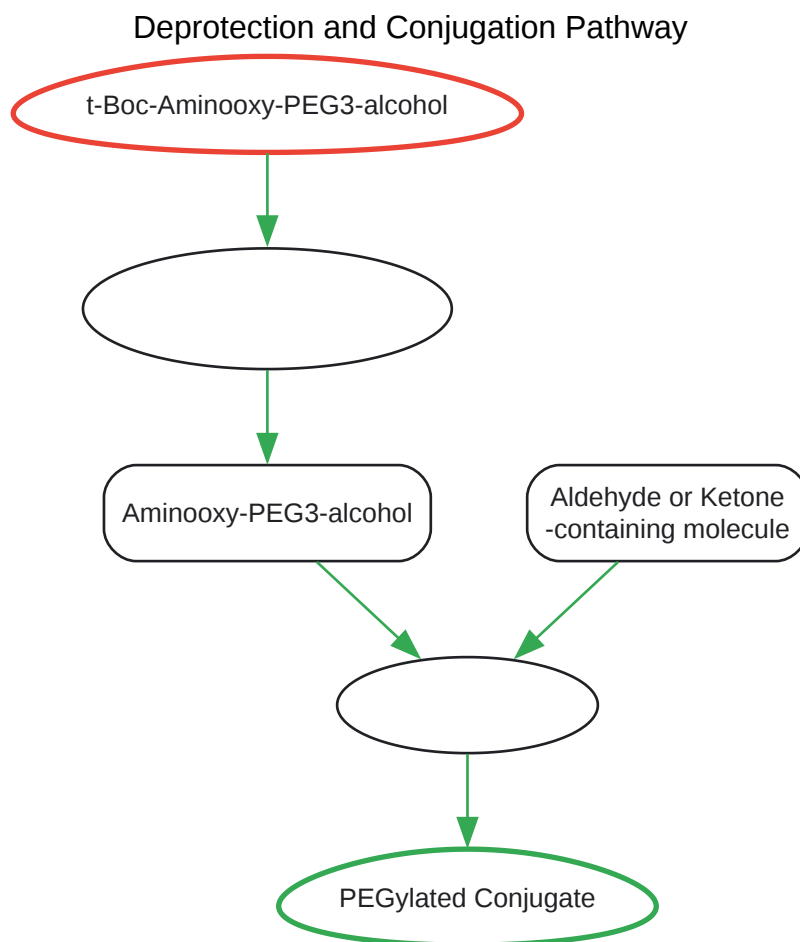 Deprotection and Conjugation Pathway
t-Boc-Aminooxy-PEG3-alcohol
Aminooxy-PEG3-alcohol
Aldehyde or Ketone
-containing molecule
PEGylated Conjugate